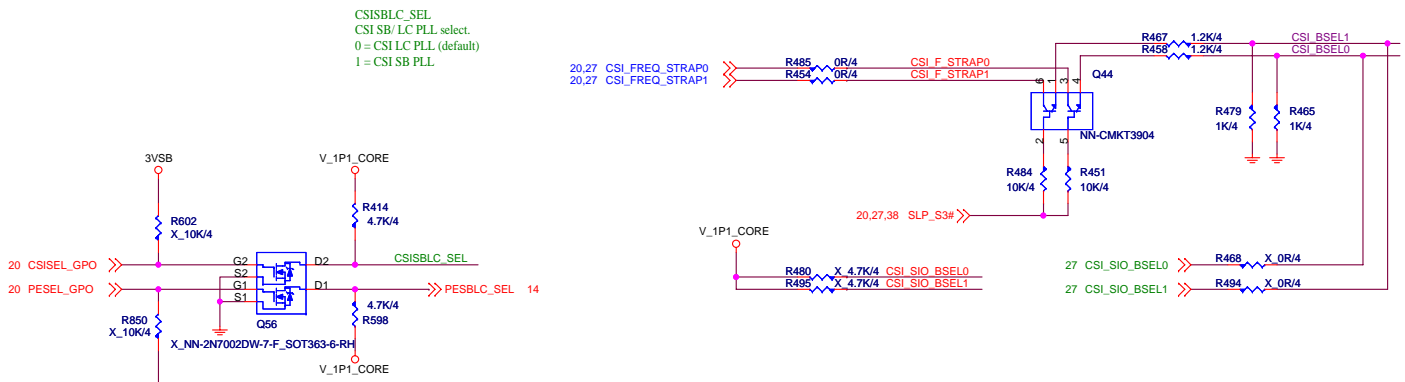 CSISBLC_SEL
CSI SB/ LC PLL select.
0 = CSI LC PLL (default)
1 = CSI SB PLL
20,27 CSI_FREQ_STRAP0
20,27 CSI_FREQ_STRAP1
R485 0R/4 CSI_F_STRAP0
R454 0R/4 CSI_F_STRAP1
R467 1.2K/4 CSI_BSEL1
R458 1.2K/4 CSI_BSEL0
6 1 3 4
Q44
NN-CMKT3904
2 5
R479
1K/4
R465
1K/4
R484
10K/4
R451
10K/4
20,27,38 SLP_S3#
3VSB
R602
X_10K/4
V_1P1_CORE
R414
4.7K/4
20 CSISEL_GPO
20 PESEL_GPO
G2
S2
G1
S1
D2
D1
CSISBLC_SEL
PESBLC_SEL 14
Q56
X_NN-2N7002DW-7-F_SOT363-6-RH
R850
X_10K/4
4.7K/4
R598
V_1P1_CORE
V_1P1_CORE
R480 X_4.7K/4 CSI_SIO_BSEL0
R495 X_4.7K/4 CSI_SIO_BSEL1
27 CSI_SIO_BSEL0 R468 X_0R/4
27 CSI_SIO_BSEL1 R494 X_0R/4